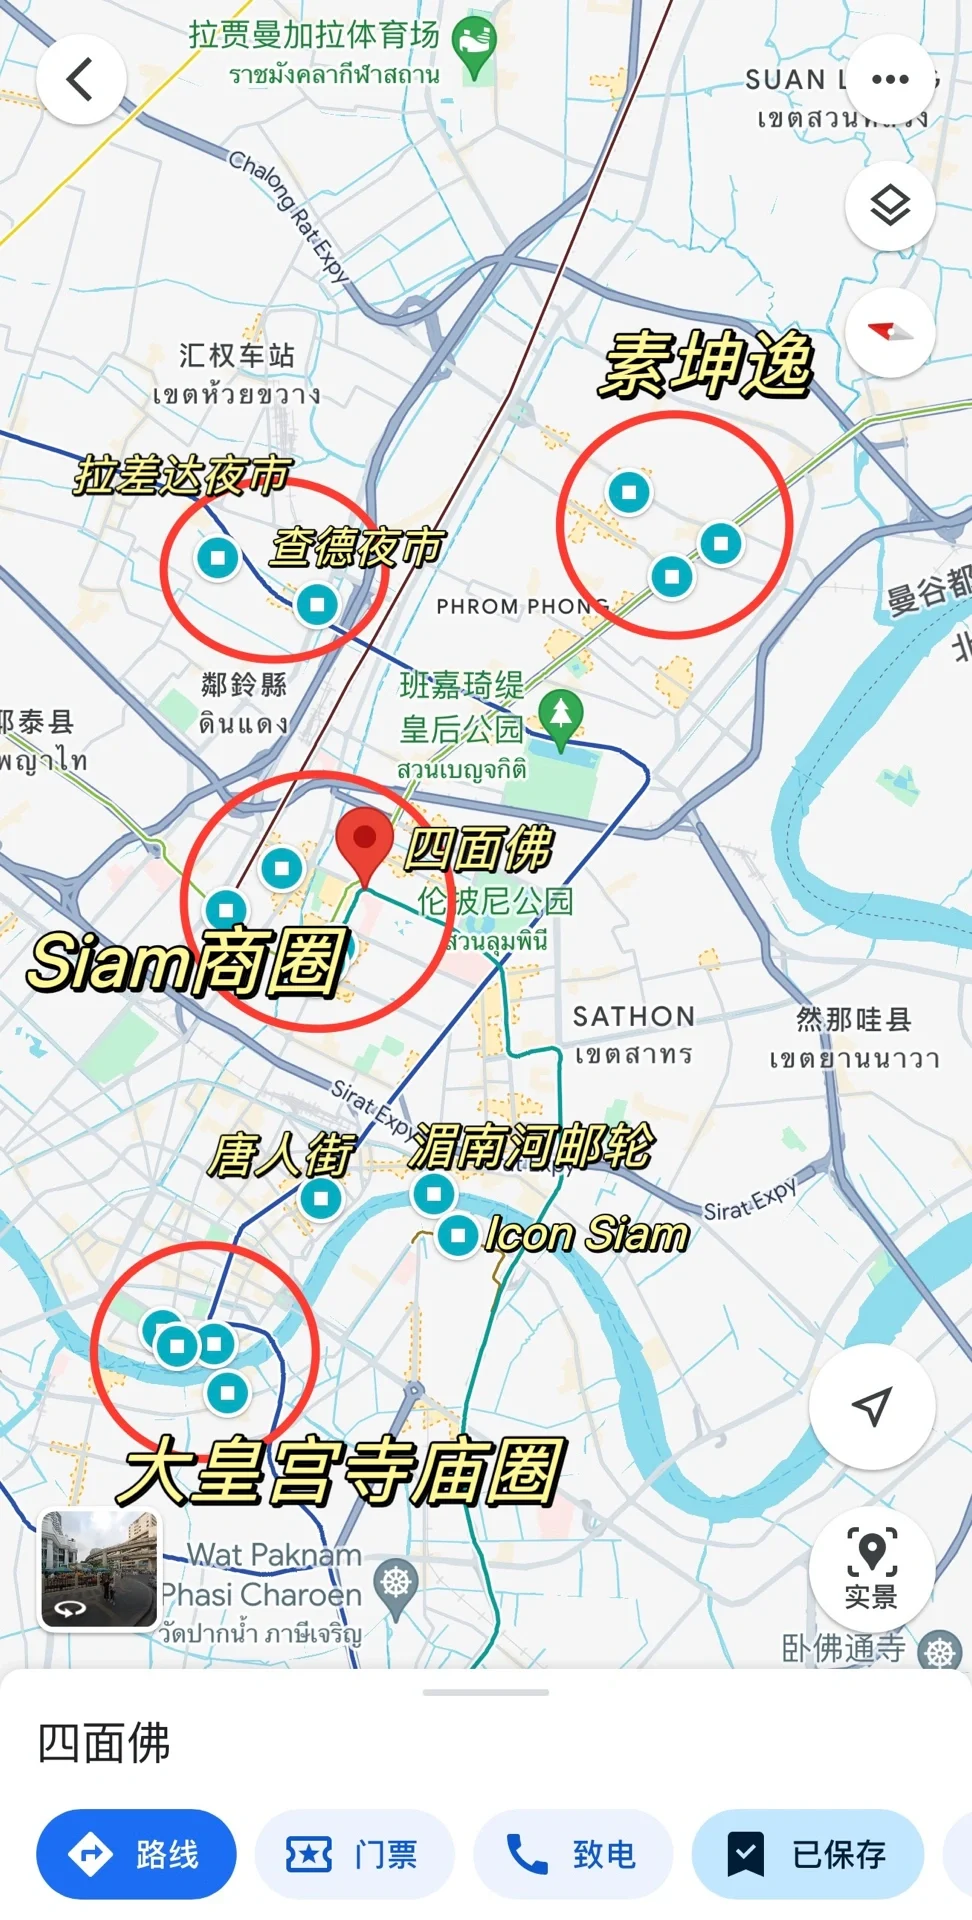 拉贾曼加拉体育场
ราชมังคลากีฬาสถาน
SUAN L
เขตสวนห
Chalong Rat Expy
素坤逸
汇权车站
เขตห้วยขวาง
拉差达夜市
查德夜市
PHROM PHONG
曼谷都
北
鄰鈴縣
ดินแดง
班嘉琦缇
皇后公园
สวนเบญจกิติ
耶泰县
พญาไท
四面佛
伦披尼公园
สวนลุมพินี
Siam商圈
SATHON
เขตสาทร
然那哇县
เขตยานนาวา
Sirat Expy
唐人街
湄南河邮轮
t Expy
Sirat Expy
Icon Siam
大皇宫寺庙圈
Wat Paknam
Phasi Charoen
วัดปากน้ำ ภาษีเจริญ
实景
卧佛通寺
四面佛
路线
门票
致电
已保存